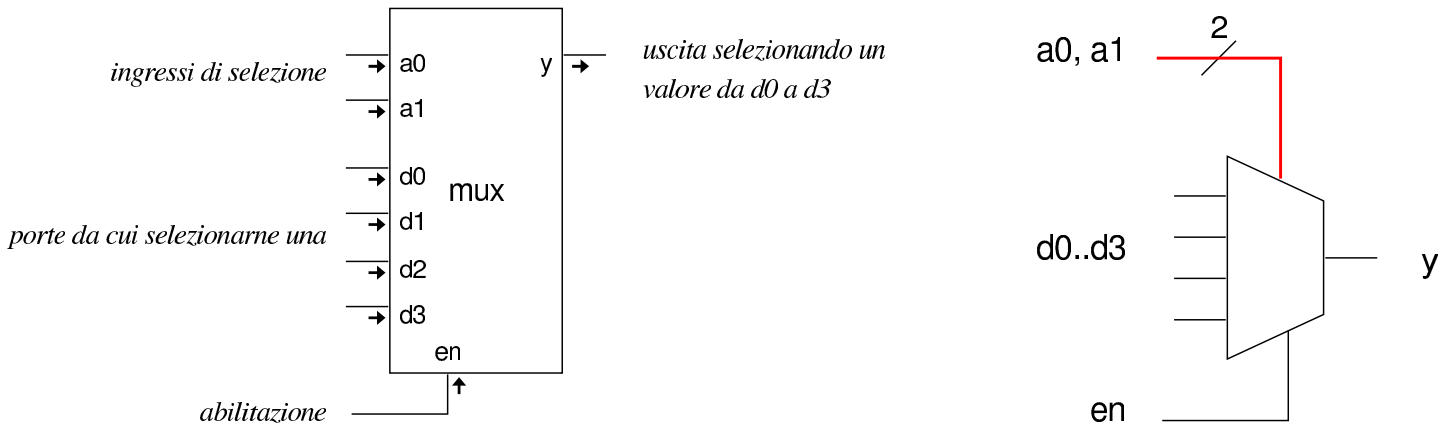 ingressi di selezione
a0
a1
y
uscita selezionando un
valore da d0 a d3
porte da cui selezionarne una
d0
d1
d2
d3
mux
en
abilitazione
a0, a1
2
d0..d3
y
en